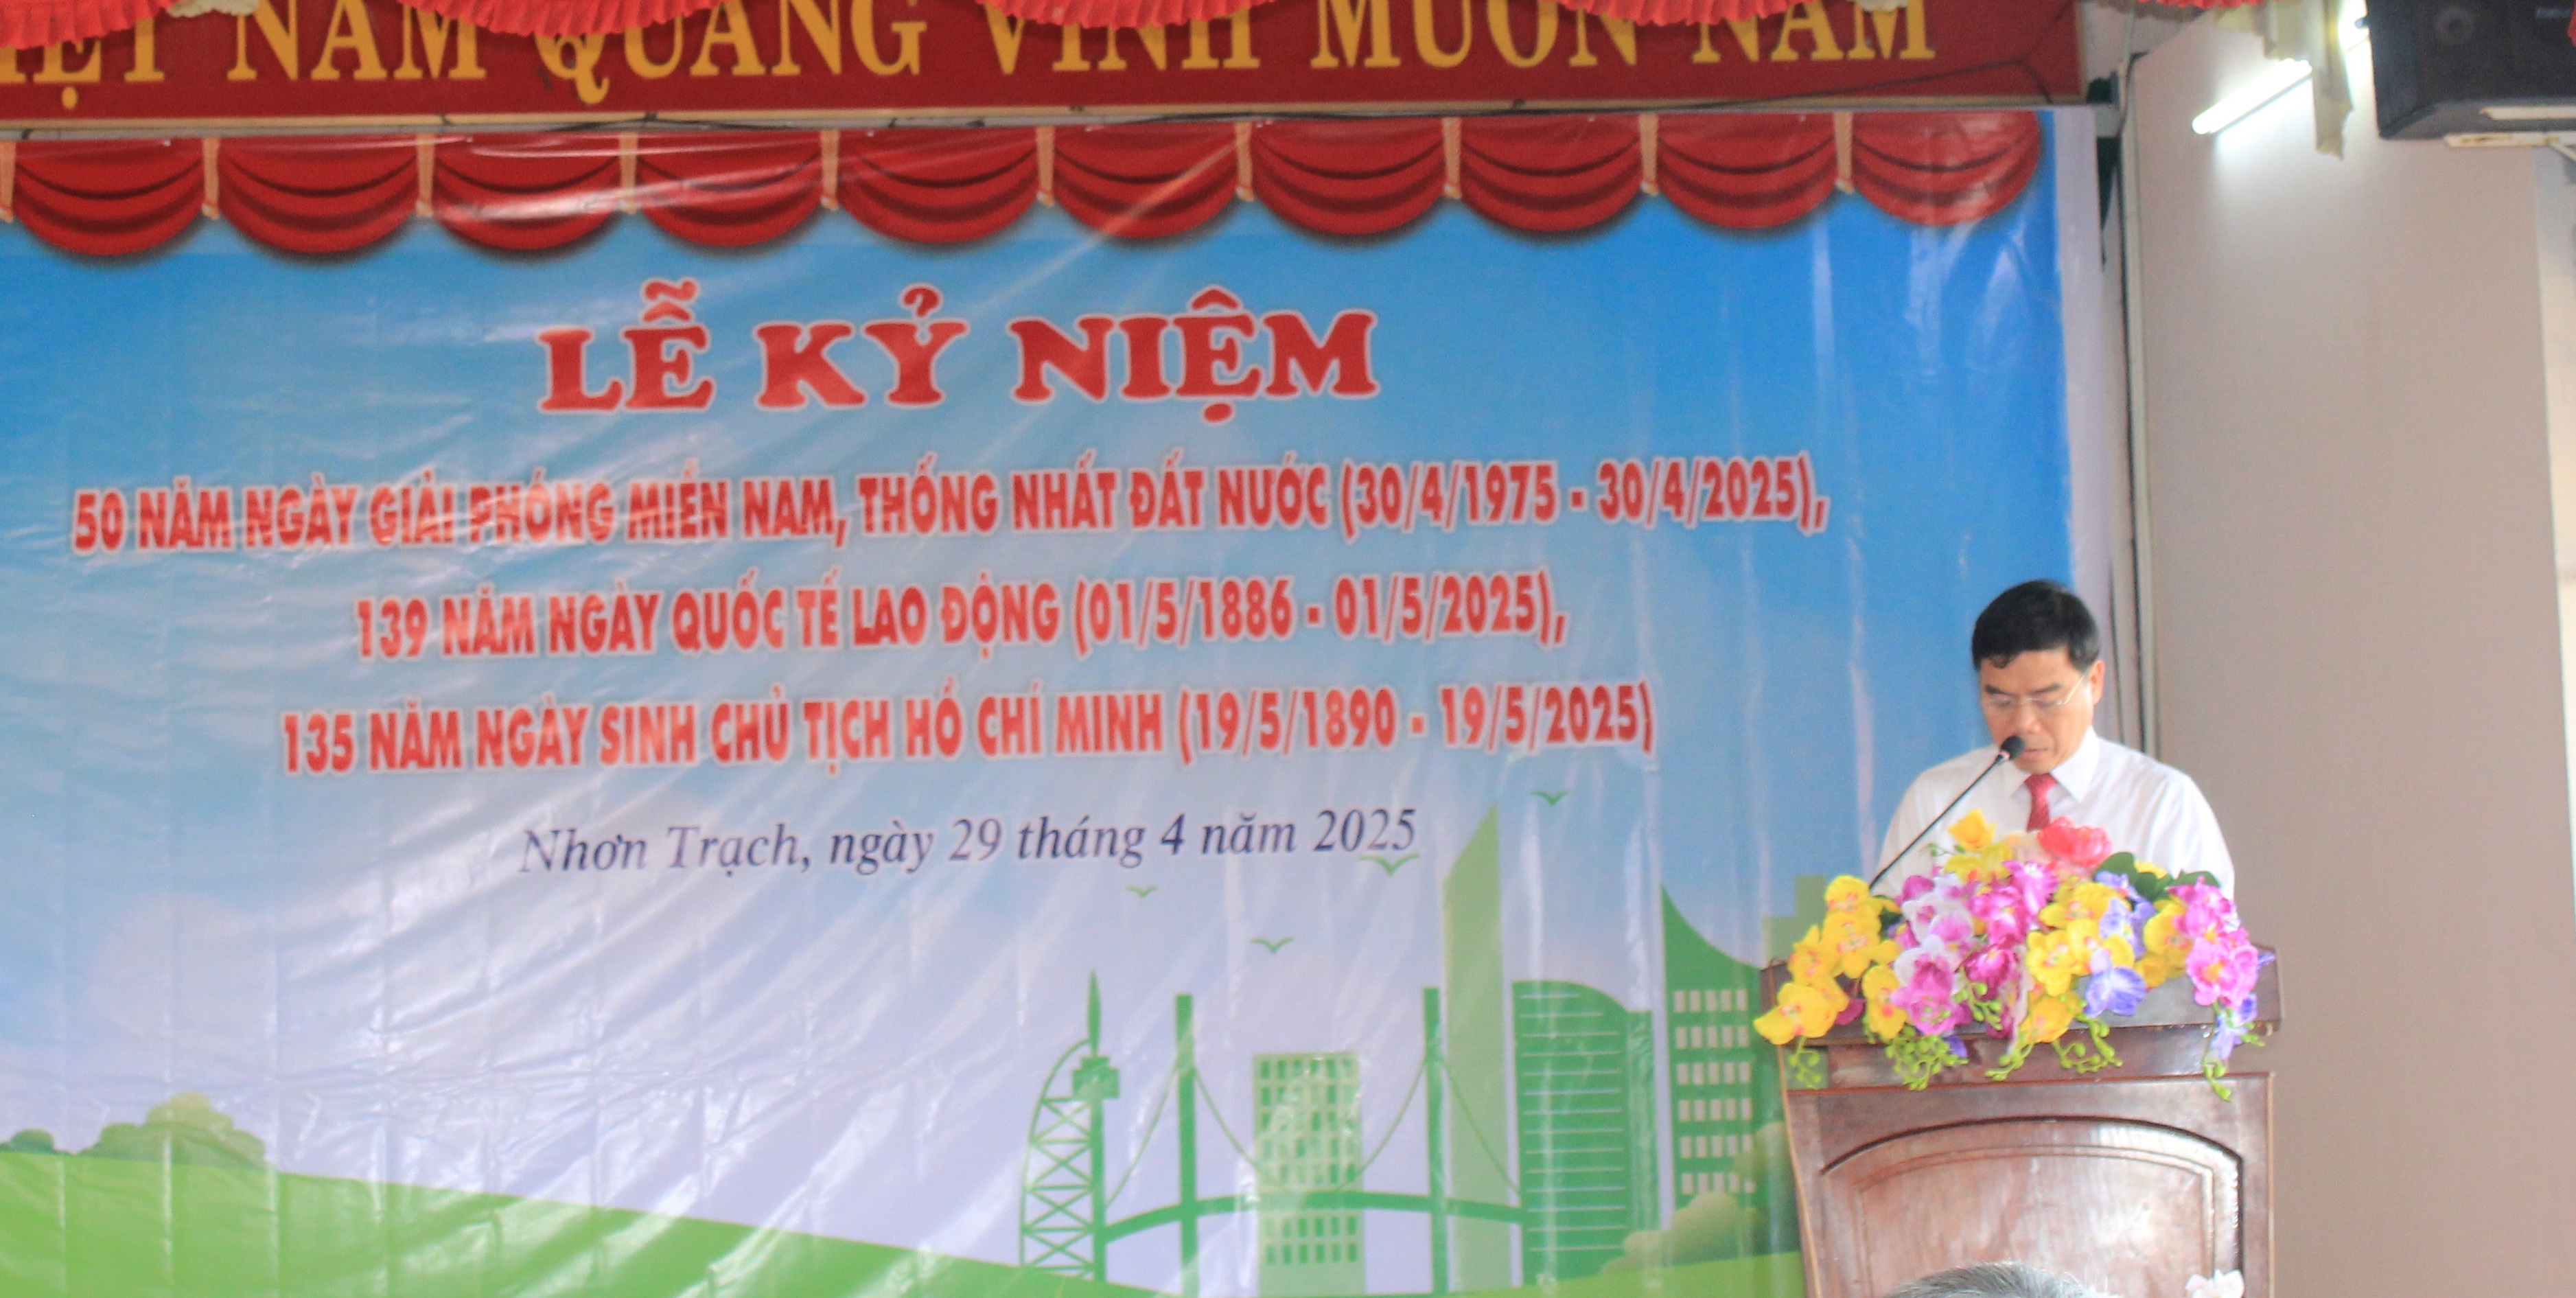 VIỆT NAM QUANG VINH MUÔN NĂM
LỄ KỶ NIỆM
50 NĂM NGÀY GIẢI PHÓNG MIỀN NAM, THỐNG NHẤT ĐẤT NƯỚC (30/4/1975 - 30/4/2025),
139 NĂM NGÀY QUỐC TẾ LAO ĐỘNG (01/5/1886 - 01/5/2025),
135 NĂM NGÀY SINH CHỦ TỊCH HỒ CHÍ MINH (19/5/1890 - 19/5/2025)
Nhơn Trạch, ngày 29 tháng 4 năm 2025